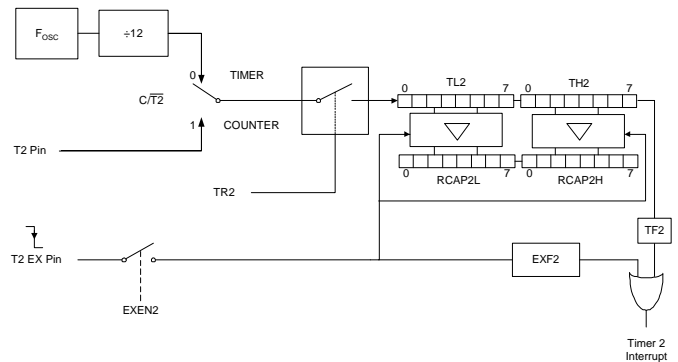 F_OSC
÷12
0
TIMER
C/T2
1
COUNTER
T2 Pin
TR2
0
TL2
7
0
TH2
7
0
7
0
7
RCAP2L
RCAP2H
TF2
T2 EX Pin
EXF2
EXEN2
Timer 2
Interrupt